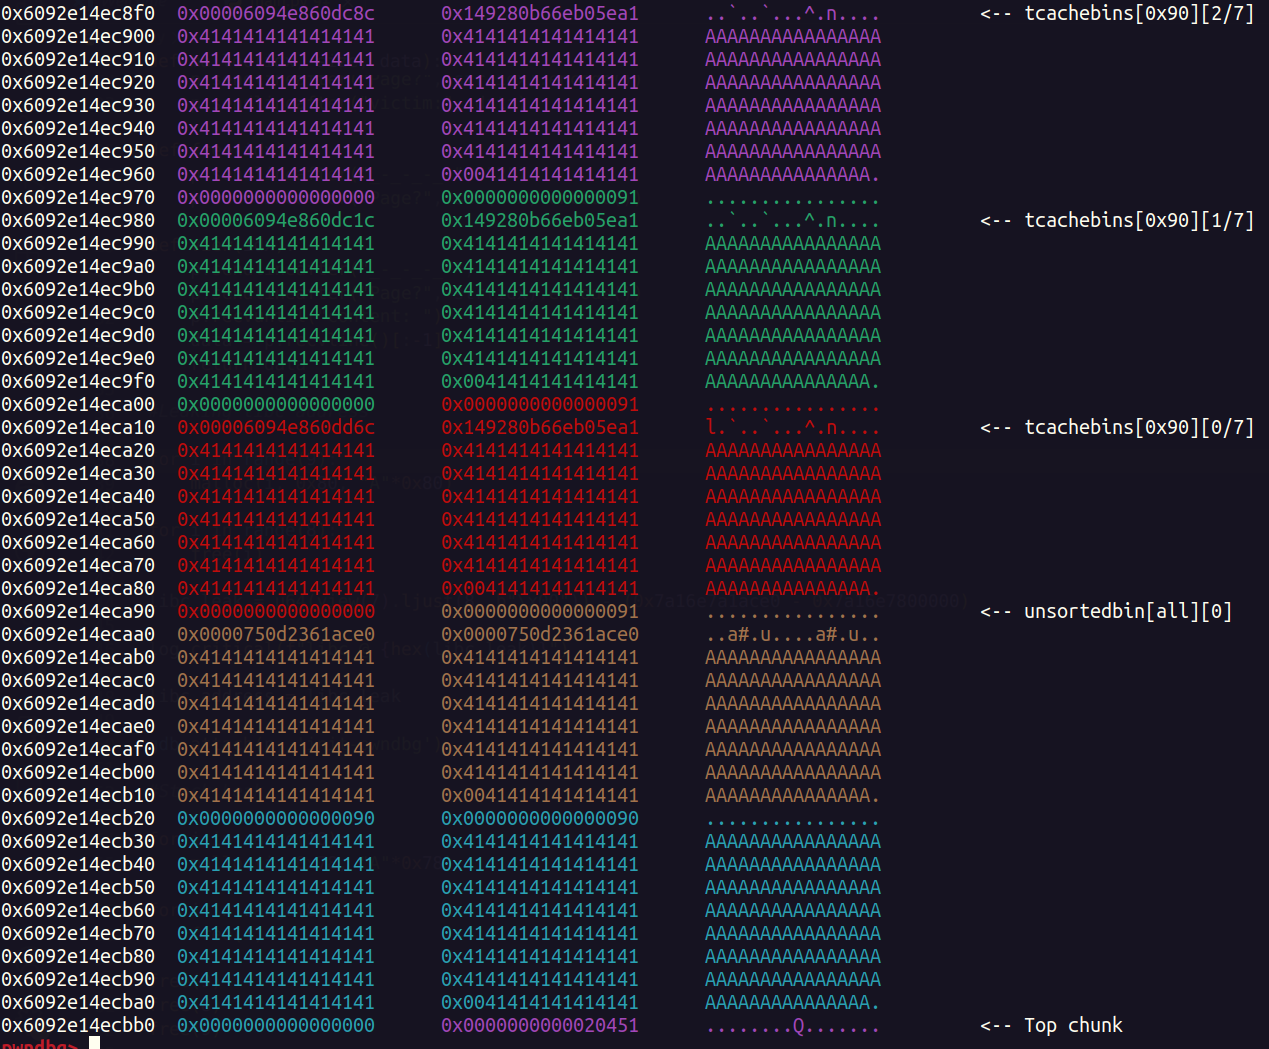 0x6092e14ec8f0 0x00006094e860dc8c 0x149280b66eb05ea1 ..`..`...^.n.... <-- tcachebins[0x90][2/7]
0x6092e14ec900 0x4141414141414141 0x4141414141414141 AAAAAAAAAAAAAAAA
0x6092e14ec910 0x4141414141414141 0x4141414141414141 AAAAAAAAAAAAAAAA
0x6092e14ec920 0x4141414141414141 0x4141414141414141 AAAAAAAAAAAAAAAA
0x6092e14ec930 0x4141414141414141 0x4141414141414141 AAAAAAAAAAAAAAAA
0x6092e14ec940 0x4141414141414141 0x4141414141414141 AAAAAAAAAAAAAAAA
0x6092e14ec950 0x4141414141414141 0x4141414141414141 AAAAAAAAAAAAAAAA
0x6092e14ec960 0x4141414141414141 0x0041414141414141 AAAAAAAAAAAAAAA.
0x6092e14ec970 0x0000000000000000 0x0000000000000091 ................
0x6092e14ec980 0x00006094e860dc1c 0x149280b66eb05ea1 ..`..`...^.n.... <-- tcachebins[0x90][1/7]
0x6092e14ec990 0x4141414141414141 0x4141414141414141 AAAAAAAAAAAAAAAA
0x6092e14ec9a0 0x4141414141414141 0x4141414141414141 AAAAAAAAAAAAAAAA
0x6092e14ec9b0 0x4141414141414141 0x4141414141414141 AAAAAAAAAAAAAAAA
0x6092e14ec9c0 0x4141414141414141 0x4141414141414141 AAAAAAAAAAAAAAAA
0x6092e14ec9d0 0x4141414141414141 0x4141414141414141 AAAAAAAAAAAAAAAA
0x6092e14ec9e0 0x4141414141414141 0x4141414141414141 AAAAAAAAAAAAAAAA
0x6092e14ec9f0 0x4141414141414141 0x0041414141414141 AAAAAAAAAAAAAAA.
0x6092e14eca00 0x0000000000000000 0x0000000000000091 ................
0x6092e14eca10 0x00006094e860dd6c 0x149280b66eb05ea1 l.`..`...^.n.... <-- tcachebins[0x90][0/7]
0x6092e14eca20 0x4141414141414141 0x4141414141414141 AAAAAAAAAAAAAAAA
0x6092e14eca30 0x4141414141414141 0x4141414141414141 AAAAAAAAAAAAAAAA
0x6092e14eca40 0x4141414141414141 0x4141414141414141 AAAAAAAAAAAAAAAA
0x6092e14eca50 0x4141414141414141 0x4141414141414141 AAAAAAAAAAAAAAAA
0x6092e14eca60 0x4141414141414141 0x4141414141414141 AAAAAAAAAAAAAAAA
0x6092e14eca70 0x4141414141414141 0x4141414141414141 AAAAAAAAAAAAAAAA
0x6092e14eca80 0x4141414141414141 0x0041414141414141 AAAAAAAAAAAAAAA.
0x6092e14eca90 0x0000000000000000 0x0000000000000091 ................ <-- unsortedbin[all][0]
0x6092e14ecaa0 0x0000750d2361ace0 0x0000750d2361ace0 ..a#.u....a#.u..
0x6092e14ecab0 0x4141414141414141 0x4141414141414141 AAAAAAAAAAAAAAAA
0x6092e14ecac0 0x4141414141414141 0x4141414141414141 AAAAAAAAAAAAAAAA
0x6092e14ecad0 0x4141414141414141 0x4141414141414141 AAAAAAAAAAAAAAAA
0x6092e14ecae0 0x4141414141414141 0x4141414141414141 AAAAAAAAAAAAAAAA
0x6092e14ecaf0 0x4141414141414141 0x4141414141414141 AAAAAAAAAAAAAAAA
0x6092e14ecb00 0x4141414141414141 0x4141414141414141 AAAAAAAAAAAAAAAA
0x6092e14ecb10 0x4141414141414141 0x0041414141414141 AAAAAAAAAAAAAAA.
0x6092e14ecb20 0x0000000000000090 0x0000000000000090 ................
0x6092e14ecb30 0x4141414141414141 0x4141414141414141 AAAAAAAAAAAAAAAA
0x6092e14ecb40 0x4141414141414141 0x4141414141414141 AAAAAAAAAAAAAAAA
0x6092e14ecb50 0x4141414141414141 0x4141414141414141 AAAAAAAAAAAAAAAA
0x6092e14ecb60 0x4141414141414141 0x4141414141414141 AAAAAAAAAAAAAAAA
0x6092e14ecb70 0x4141414141414141 0x4141414141414141 AAAAAAAAAAAAAAAA
0x6092e14ecb80 0x4141414141414141 0x4141414141414141 AAAAAAAAAAAAAAAA
0x6092e14ecb90 0x4141414141414141 0x4141414141414141 AAAAAAAAAAAAAAAA
0x6092e14ecba0 0x4141414141414141 0x0041414141414141 AAAAAAAAAAAAAAA.
0x6092e14ecbb0 0x0000000000000000 0x0000000000020451 ........Q....... <-- Top chunk
pwndbg>